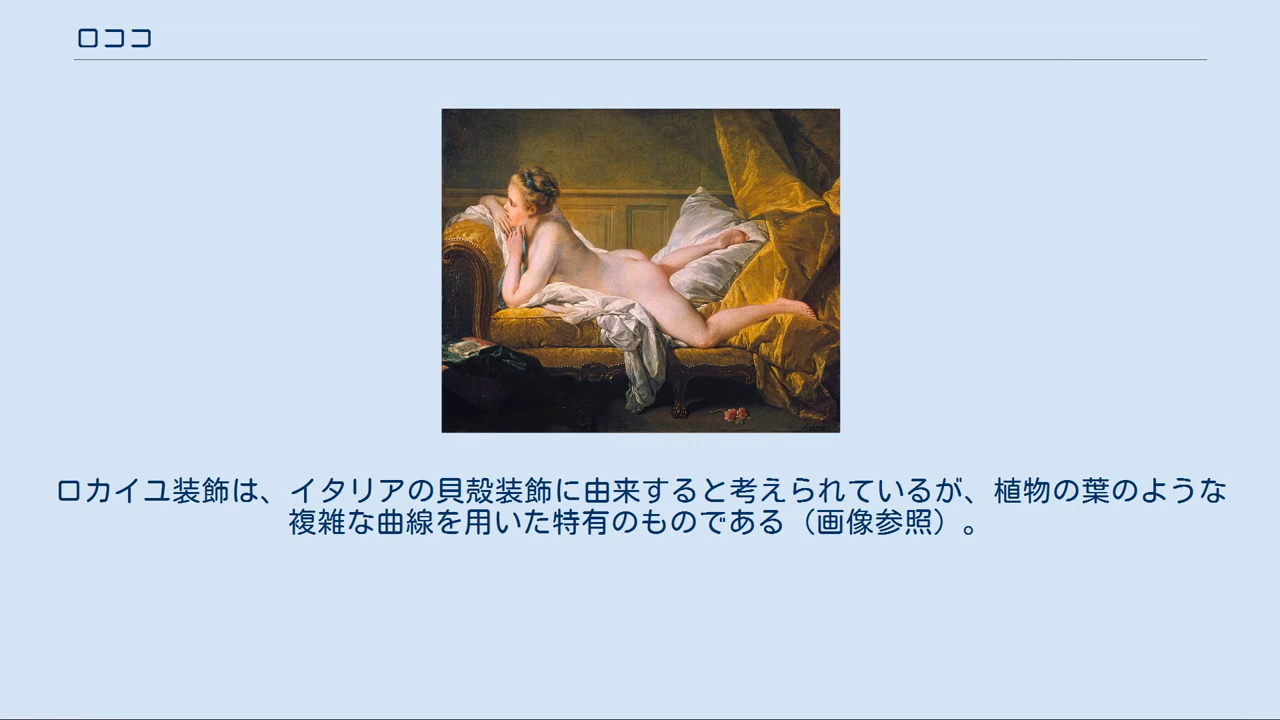 ロココ
ロカイユ装飾は、イタリアの貝殻装飾に由来すると考えられているが、植物の葉のような
複雑な曲線を用いた特有のものである（画像参照）。